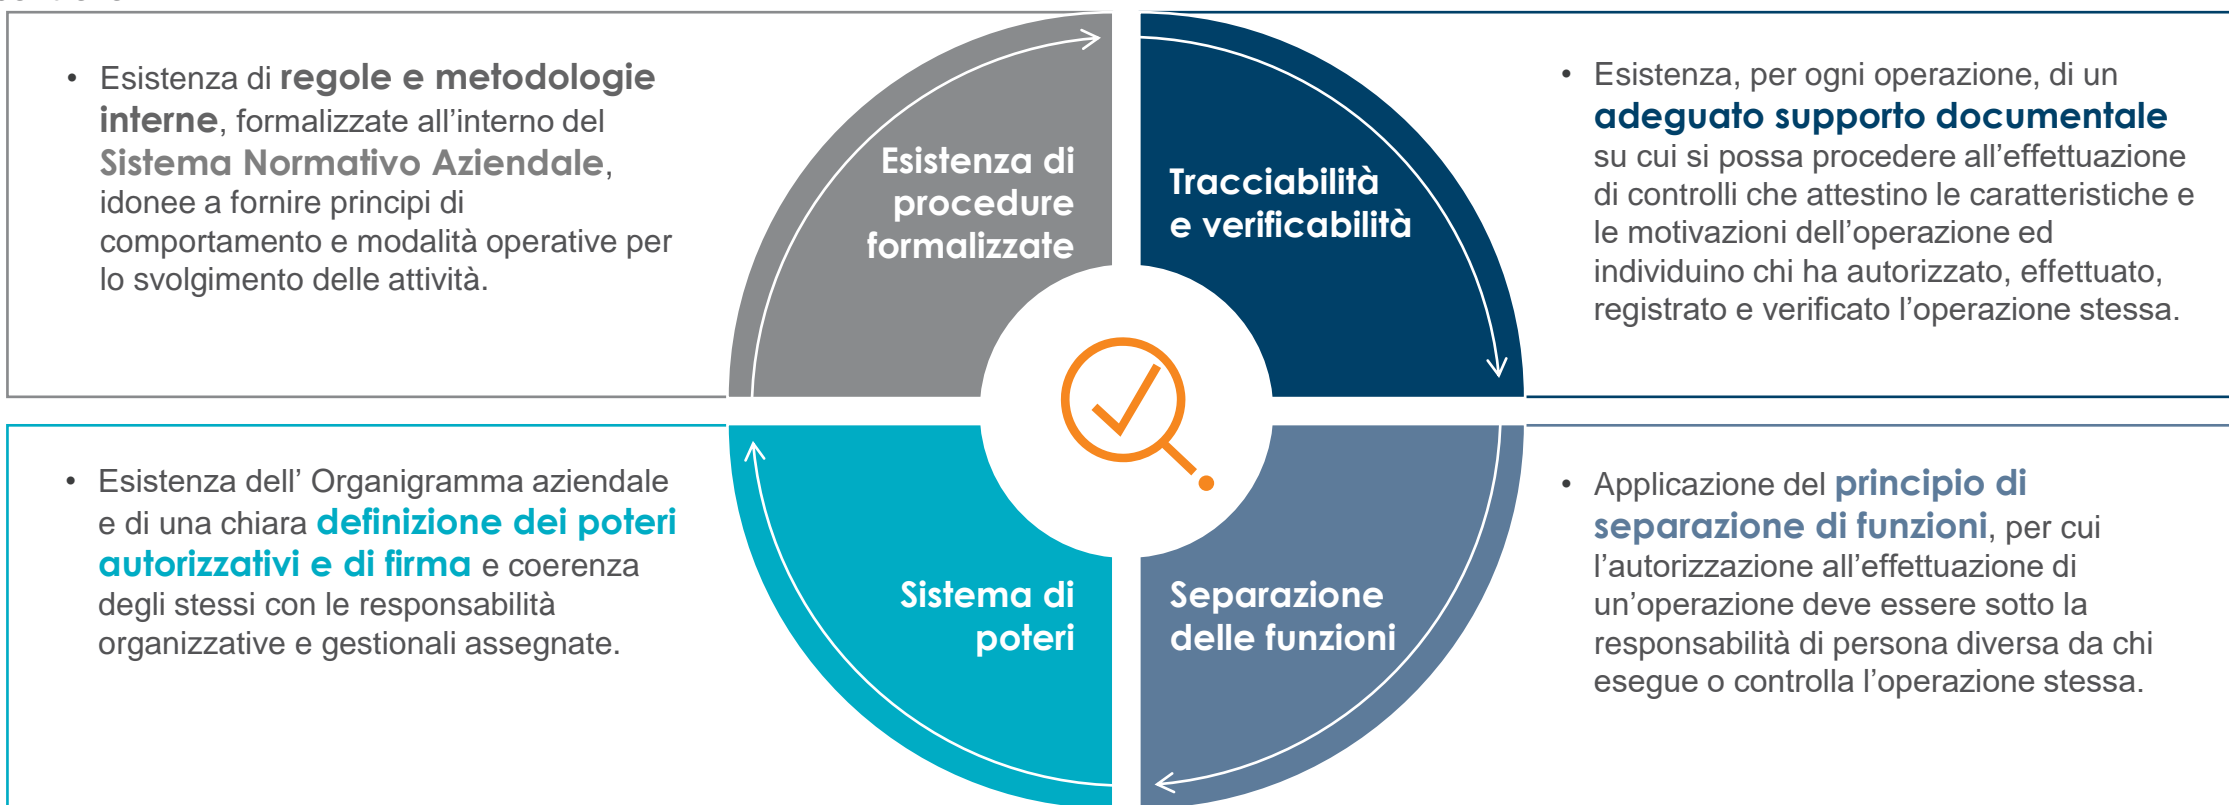 • Esistenza di regole e metodologie
interne, formalizzate all’interno del
Sistema Normativo Aziendale,
idonee a fornire principi di
comportamento e modalità operative per
lo svolgimento delle attività.
Esistenza di
procedure
formalizzate
Tracciabilità
e verificabilità
• Esistenza, per ogni operazione, di un
adeguato supporto documentale
su cui si possa procedere all’effettuazione
di controlli che attestino le caratteristiche e
le motivazioni dell’operazione ed
individuino chi ha autorizzato, effettuato,
registrato e verificato l’operazione stessa.
• Esistenza dell’ Organigramma aziendale
e di una chiara definizione dei poteri
autorizzativi e di firma e coerenza
degli stessi con le responsabilità
organizzative e gestionali assegnate.
Sistema di
poteri
Separazione
delle funzioni
• Applicazione del principio di
separazione di funzioni, per cui
l’autorizzazione all’effettuazione di
un’operazione deve essere sotto la
responsabilità di persona diversa da chi
esegue o controlla l’operazione stessa.